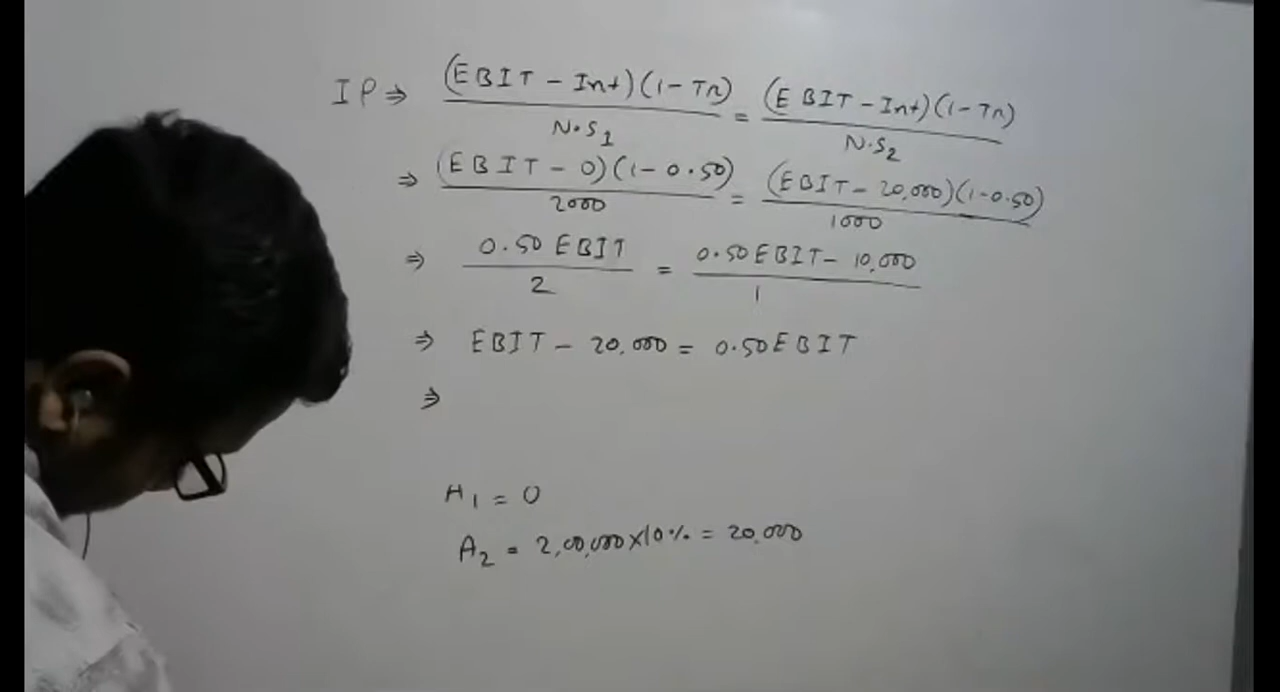 IP ⇒ (EBIT - Int)(1-Tr) / N.S1 = (EBIT - Int)(1-Tr) / N.S2
⇒ (EBIT - 0)(1-0.50) / 2000 = (EBIT - 20,000)(1-0.50) / 1000
⇒ 0.50 EBIT / 2 = 0.50 EBIT - 10,000 / 1
⇒ EBIT - 20,000 = 0.50 EBIT
⇒
A1 = 0
A2 = 2,00,000 × 10% = 20,000